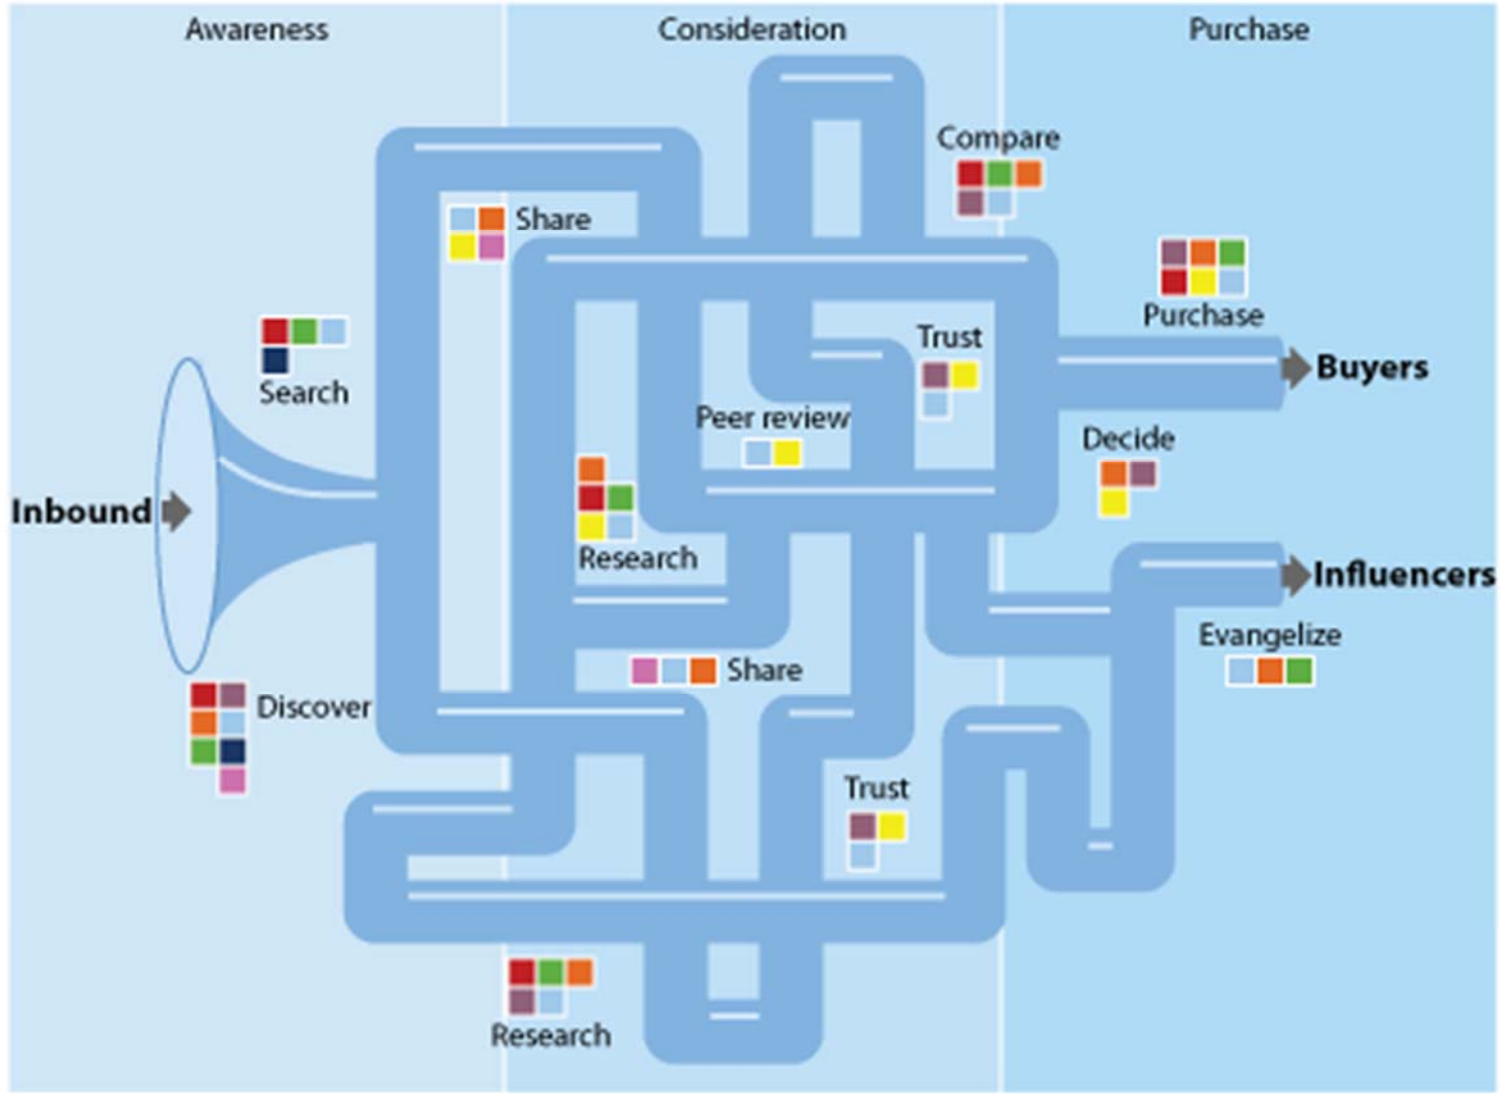 Awareness
Consideration
Purchase
Compare
Share
Purchase
Trust
Buyers
Search
Peer review
Decide
Inbound
Research
Influencers
Evangelize
Share
Discover
Trust
Research